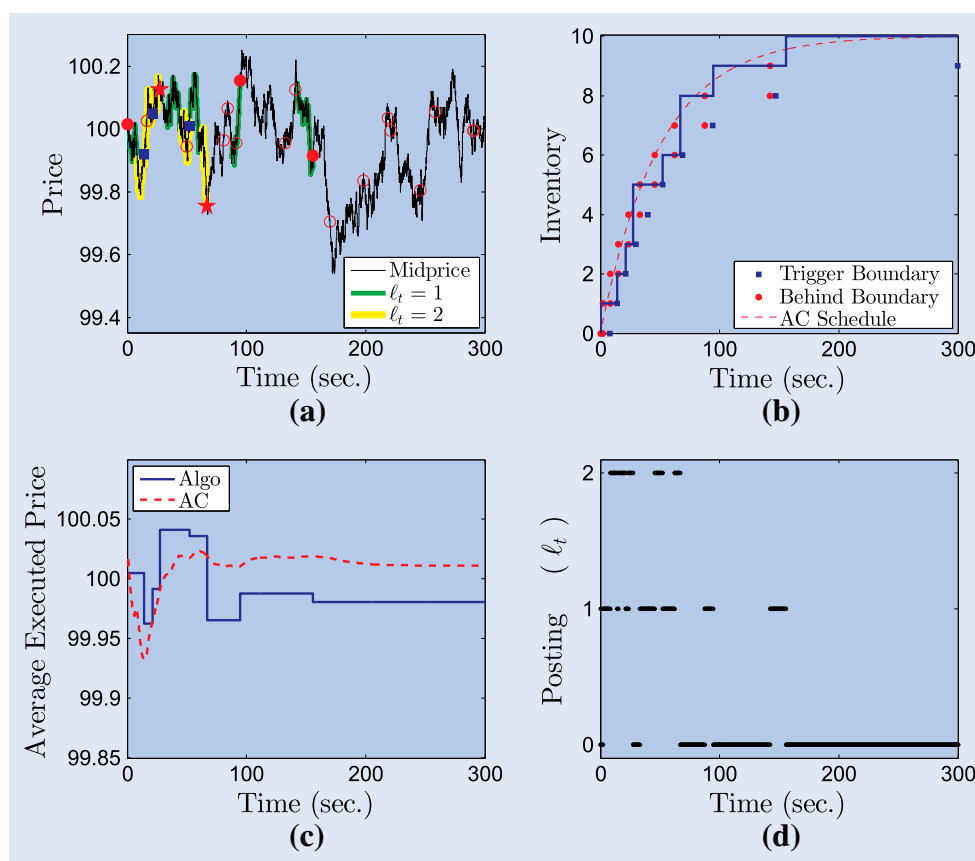 100.2
100
99.8
99.6
99.4
Price
Midprice
ℓt = 1
ℓt = 2
0
100
200
300
Time (sec.)
(a)
10
8
6
4
2
0
Inventory
Trigger Boundary
Behind Boundary
AC Schedule
0
100
200
300
Time (sec.)
(b)
Algo
AC
100.05
100
99.95
99.9
99.85
Average Executed Price
0
100
200
300
Time (sec.)
(c)
2
1
0
Posting ( ℓt )
0
100
200
300
Time (sec.)
(d)